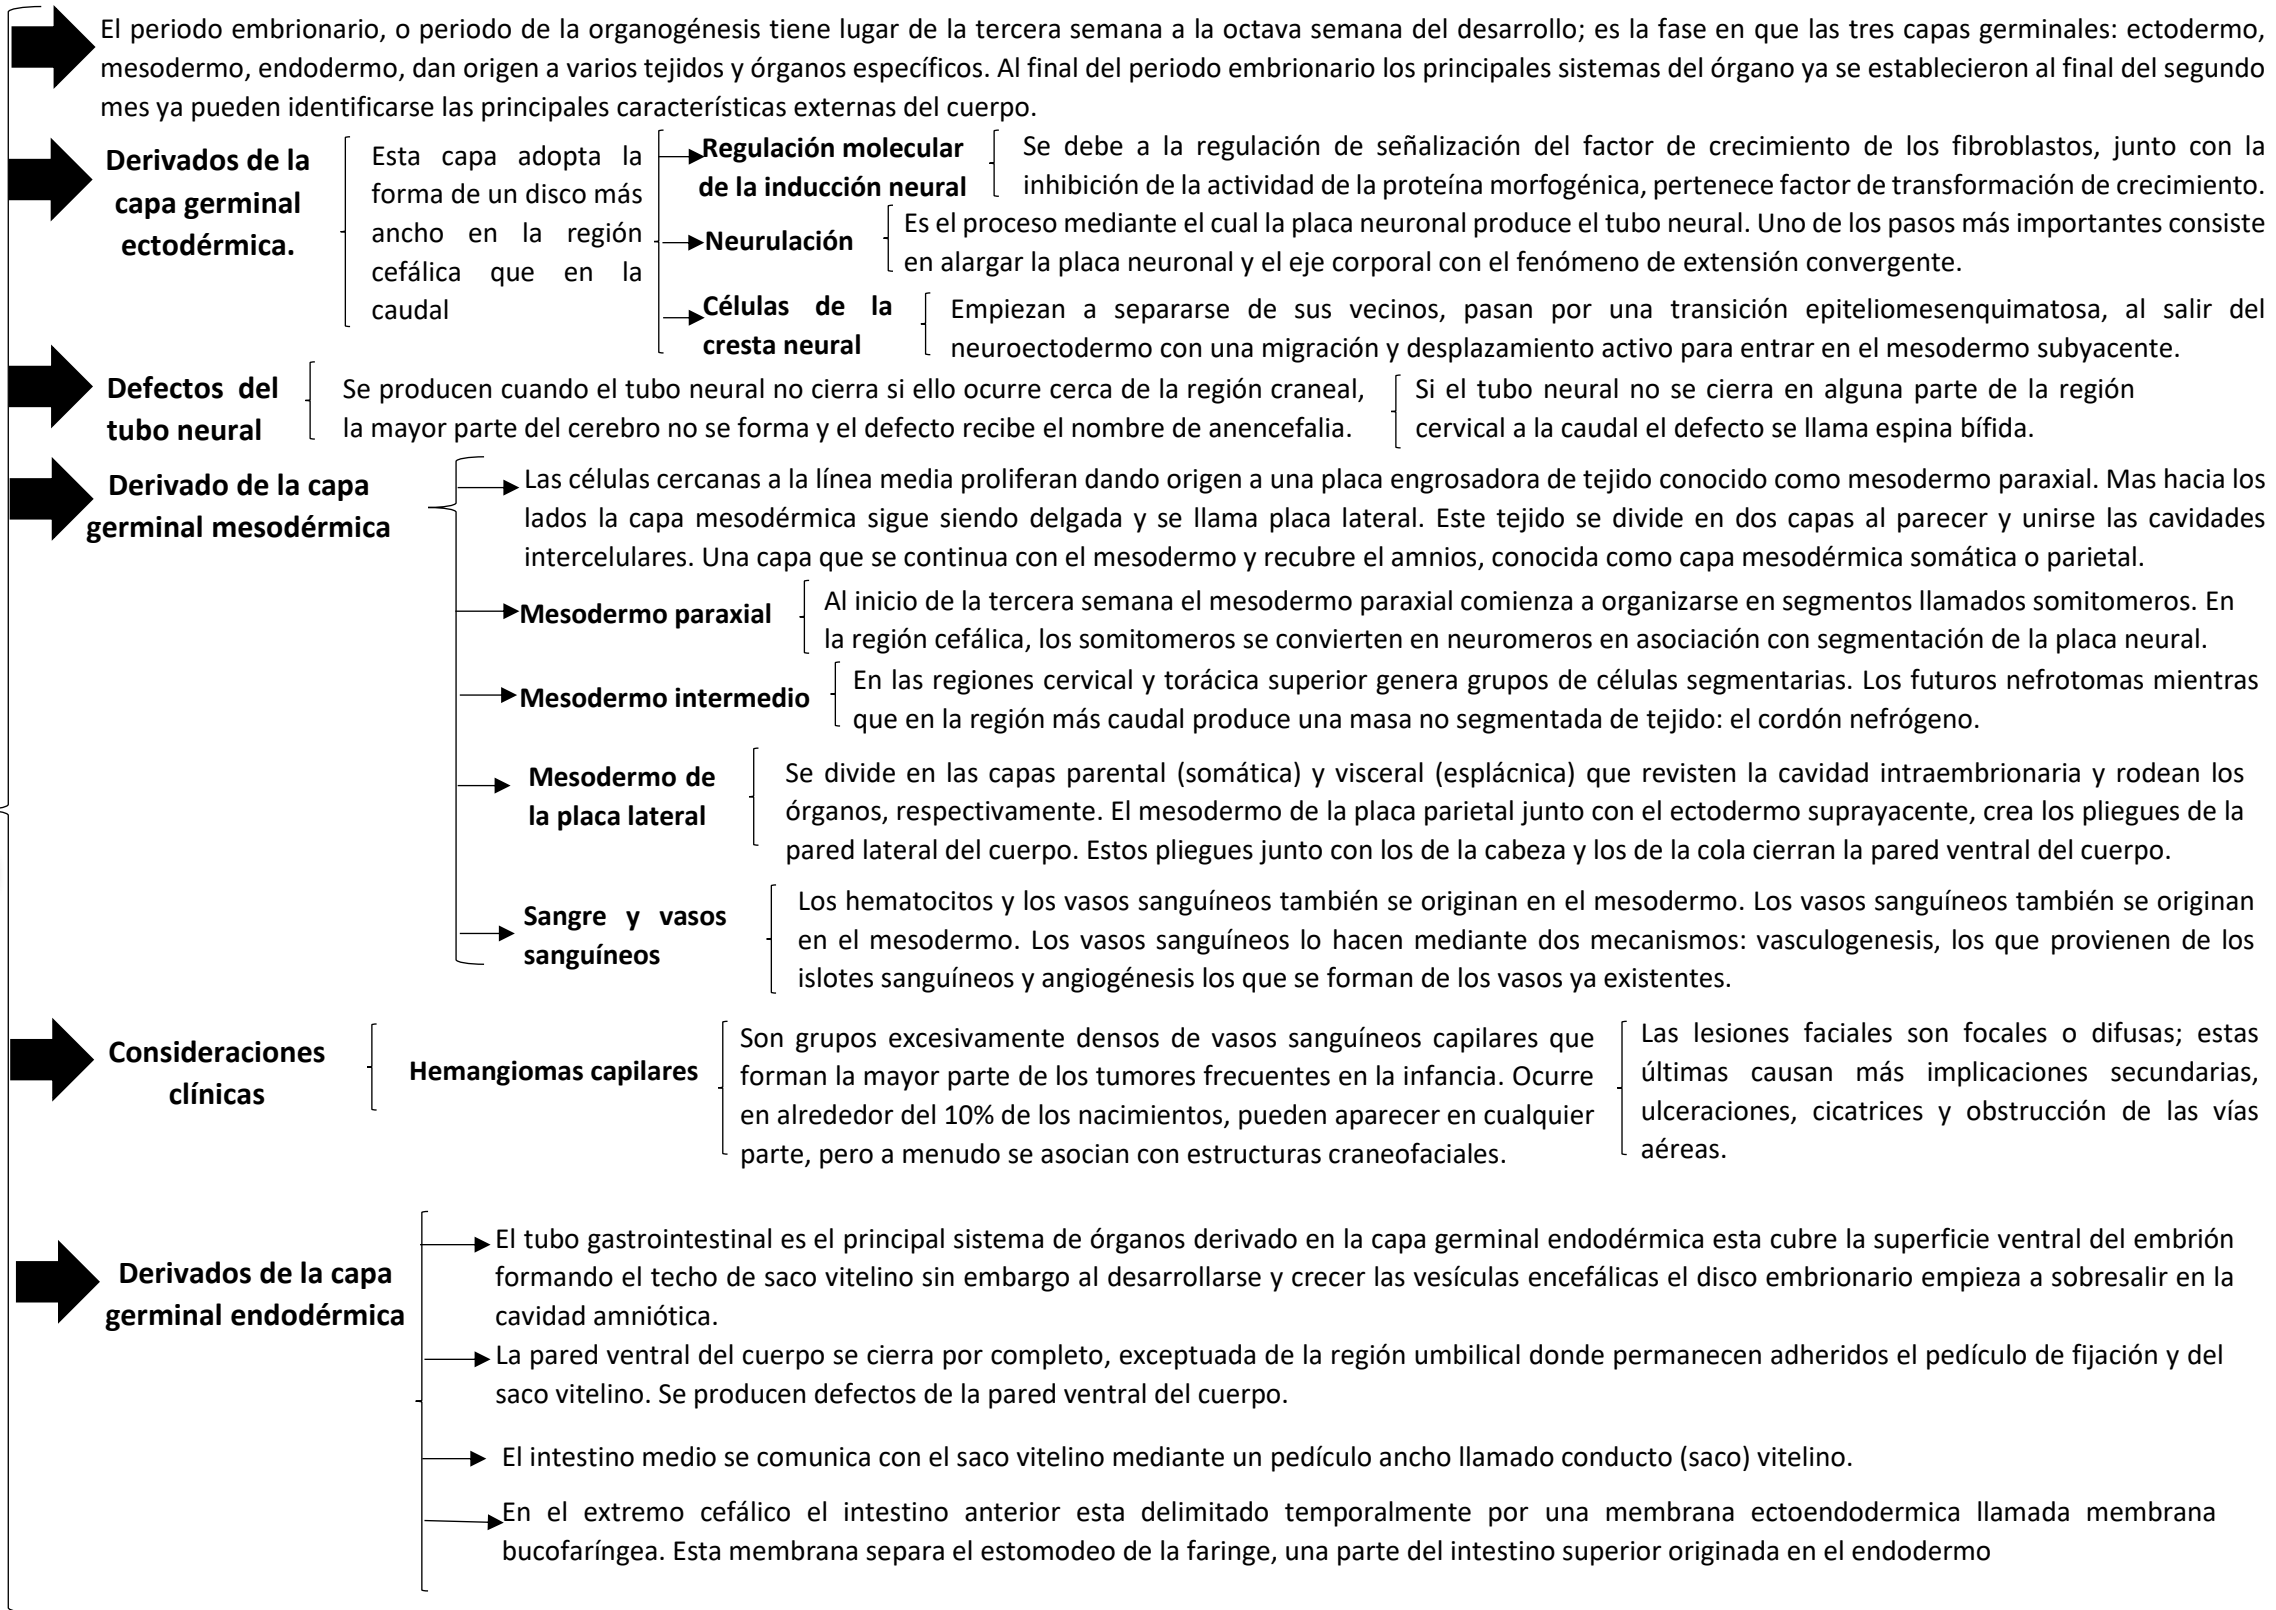 El periodo embrionario, o periodo de la organogénesis tiene lugar de la tercera semana a la octava semana del desarrollo; es la fase en que las tres capas germinales: ectodermo,
mesodermo, endodermo, dan origen a varios tejidos y órganos específicos. Al final del periodo embrionario los principales sistemas del órgano ya se establecieron al final del segundo
mes ya pueden identificarse las principales características externas del cuerpo.
Derivados de la
capa germinal
ectodérmica.
Esta capa adopta la
forma de un disco más
ancho en la región
cefálica que en la
caudal
Regulación molecular
de la inducción neural
Se debe a la regulación de señalización del factor de crecimiento de los fibroblastos, junto con la
inhibición de la actividad de la proteína morfogénica, pertenece factor de transformación de crecimiento.
Neurulación
Es el proceso mediante el cual la placa neuronal produce el tubo neural. Uno de los pasos más importantes consiste
en alargar la placa neuronal y el eje corporal con el fenómeno de extensión convergente.
Células de la
cresta neural
Empiezan a separarse de sus vecinos, pasan por una transición epiteliomesenquimatosa, al salir del
neuroectodermo con una migración y desplazamiento activo para entrar en el mesodermo subyacente.
Defectos del
tubo neural
Se producen cuando el tubo neural no cierra si ello ocurre cerca de la región craneal,
la mayor parte del cerebro no se forma y el defecto recibe el nombre de anencefalia.
Si el tubo neural no se cierra en alguna parte de la región
cervical a la caudal el defecto se llama espina bífida.
Derivado de la capa
germinal mesodérmica
Las células cercanas a la línea media proliferan dando origen a una placa engrosadora de tejido conocido como mesodermo paraxial. Mas hacia los
lados la capa mesodérmica sigue siendo delgada y se llama placa lateral. Este tejido se divide en dos capas al parecer y unirse las cavidades
intercelulares. Una capa que se continua con el mesodermo y recubre el amnios, conocida como capa mesodérmica somática o parietal.
Mesodermo paraxial
Al inicio de la tercera semana el mesodermo paraxial comienza a organizarse en segmentos llamados somitomeros. En
la región cefálica, los somitomeros se convierten en neuromeros en asociación con segmentación de la placa neural.
Mesodermo intermedio
En las regiones cervical y torácica superior genera grupos de células segmentarias. Los futuros nefrotomas mientras
que en la región más caudal produce una masa no segmentada de tejido: el cordón nefrógeno.
Mesodermo de
la placa lateral
Se divide en las capas parental (somática) y visceral (esplácnica) que revisten la cavidad intraembrionaria y rodean los
órganos, respectivamente. El mesodermo de la placa parietal junto con el ectodermo suprayacente, crea los pliegues de la
pared lateral del cuerpo. Estos pliegues junto con los de la cabeza y los de la cola cierran la pared ventral del cuerpo.
Sangre y vasos
sanguíneos
Los hematocitos y los vasos sanguíneos también se originan en el mesodermo. Los vasos sanguíneos también se originan
en el mesodermo. Los vasos sanguíneos lo hacen mediante dos mecanismos: vasculogenesis, los que provienen de los
islotes sanguíneos y angiogénesis los que se forman de los vasos ya existentes.
Consideraciones
clínicas
Hemangiomas capilares
Son grupos excesivamente densos de vasos sanguíneos capilares que
forman la mayor parte de los tumores frecuentes en la infancia. Ocurre
en alrededor del 10% de los nacimientos, pueden aparecer en cualquier
parte, pero a menudo se asocian con estructuras craneofaciales.
Las lesiones faciales son focales o difusas; estas
últimas causan más implicaciones secundarias,
ulceraciones, cicatrices y obstrucción de las vías
aéreas.
Derivados de la capa
germinal endodérmica
El tubo gastrointestinal es el principal sistema de órganos derivado en la capa germinal endodérmica esta cubre la superficie ventral del embrión
formando el techo de saco vitelino sin embargo al desarrollarse y crecer las vesículas encefálicas el disco embrionario empieza a sobresalir en la
cavidad amniótica.
La pared ventral del cuerpo se cierra por completo, exceptuada de la región umbilical donde permanecen adheridos el pedículo de fijación y del
saco vitelino. Se producen defectos de la pared ventral del cuerpo.
El intestino medio se comunica con el saco vitelino mediante un pedículo ancho llamado conducto (saco) vitelino.
En el extremo cefálico el intestino anterior esta delimitado temporalmente por una membrana ectoendodermica llamada membrana
bucofaríngea. Esta membrana separa el estomodeo de la faringe, una parte del intestino superior originada en el endodermo